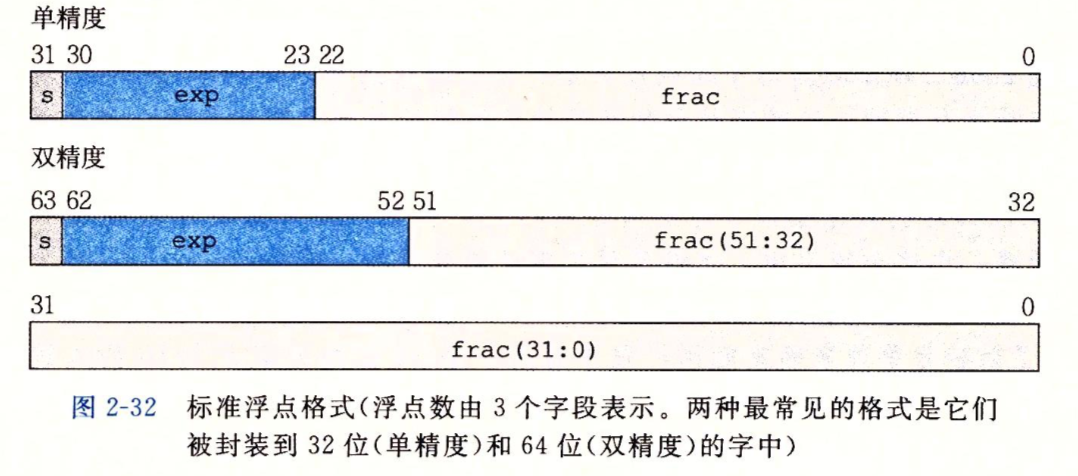 单精度
31 30 23 22 0
s exp frac
双精度
63 62 52 51 32
s exp frac(51:32)
31 0
frac(31:0)
图 2-32 标准浮点格式(浮点数由 3 个字段表示。两种最常见的格式是它们
被封装到 32 位(单精度)和 64 位(双精度)的字中)